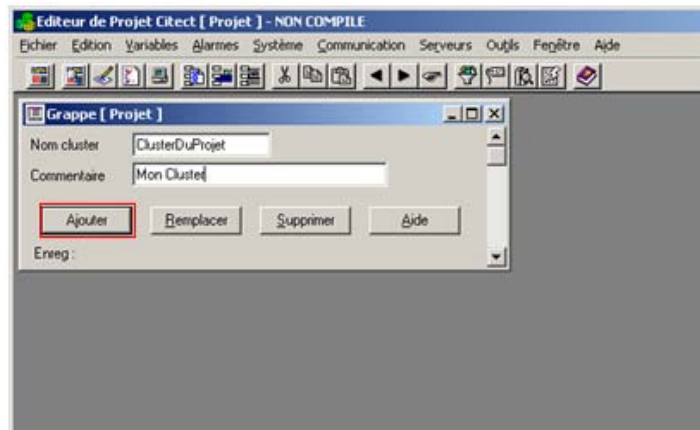 Editeur de Projet Citect [ Projet ] - NON COMPILE
Fichier Edition Variables Alarmes Système Communication Serveurs Outils Fenêtre Aide
Grappe [ Projet ]
Nom cluster ClusterDuProjet
Commentaire Mon Cluster
Ajouter Remplacer Supprimer Aide
Enreg :